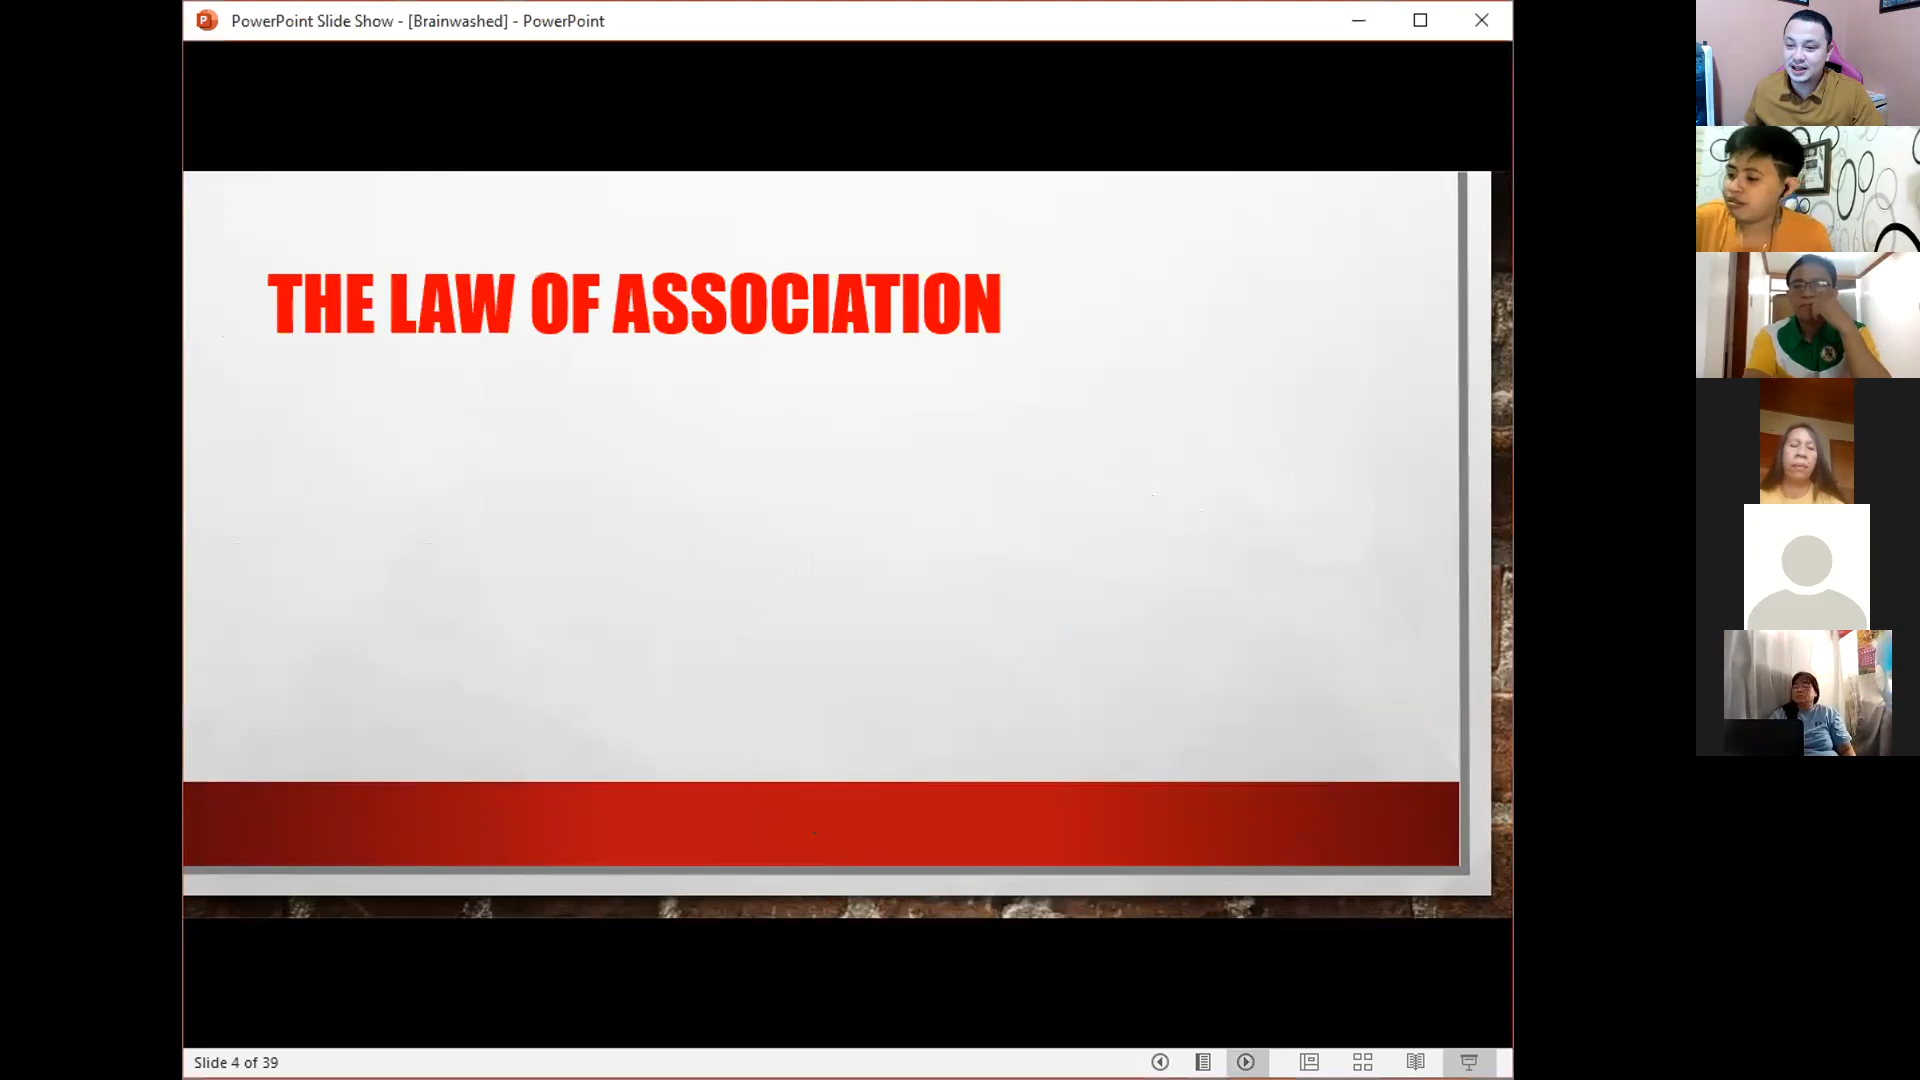 PowerPoint Slide Show - [Brainwashed] - PowerPoint
THE LAW OF ASSOCIATION
Slide 4 of 39